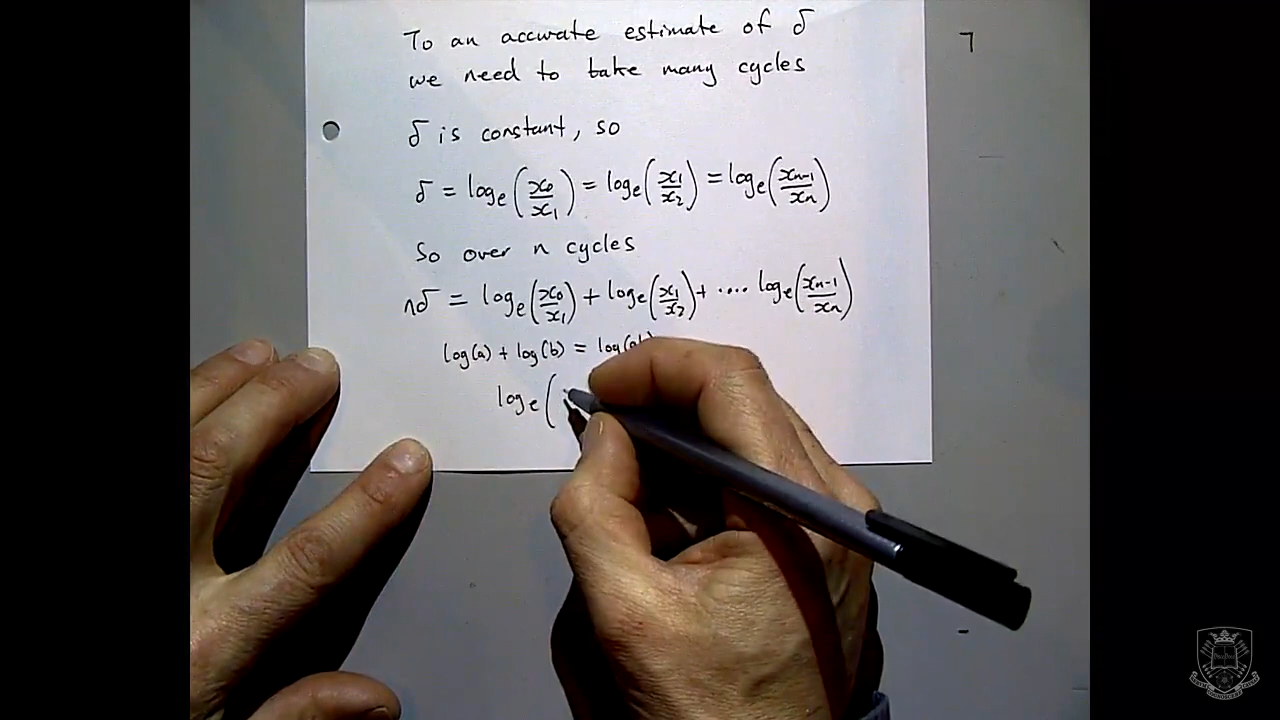 To an accurate estimate of δ
7
we need to take many cycles
δ is constant, so
δ = logₑ(x₀/x₁) = logₑ(x₁/x₂) = logₑ(xₙ₋₁/xₙ)
So over n cycles
nδ = logₑ(x₀/x₁) + logₑ(x₁/x₂) + .... logₑ(xₙ₋₁/xₙ)
log(a) + log(b) = log(ab)
logₑ(